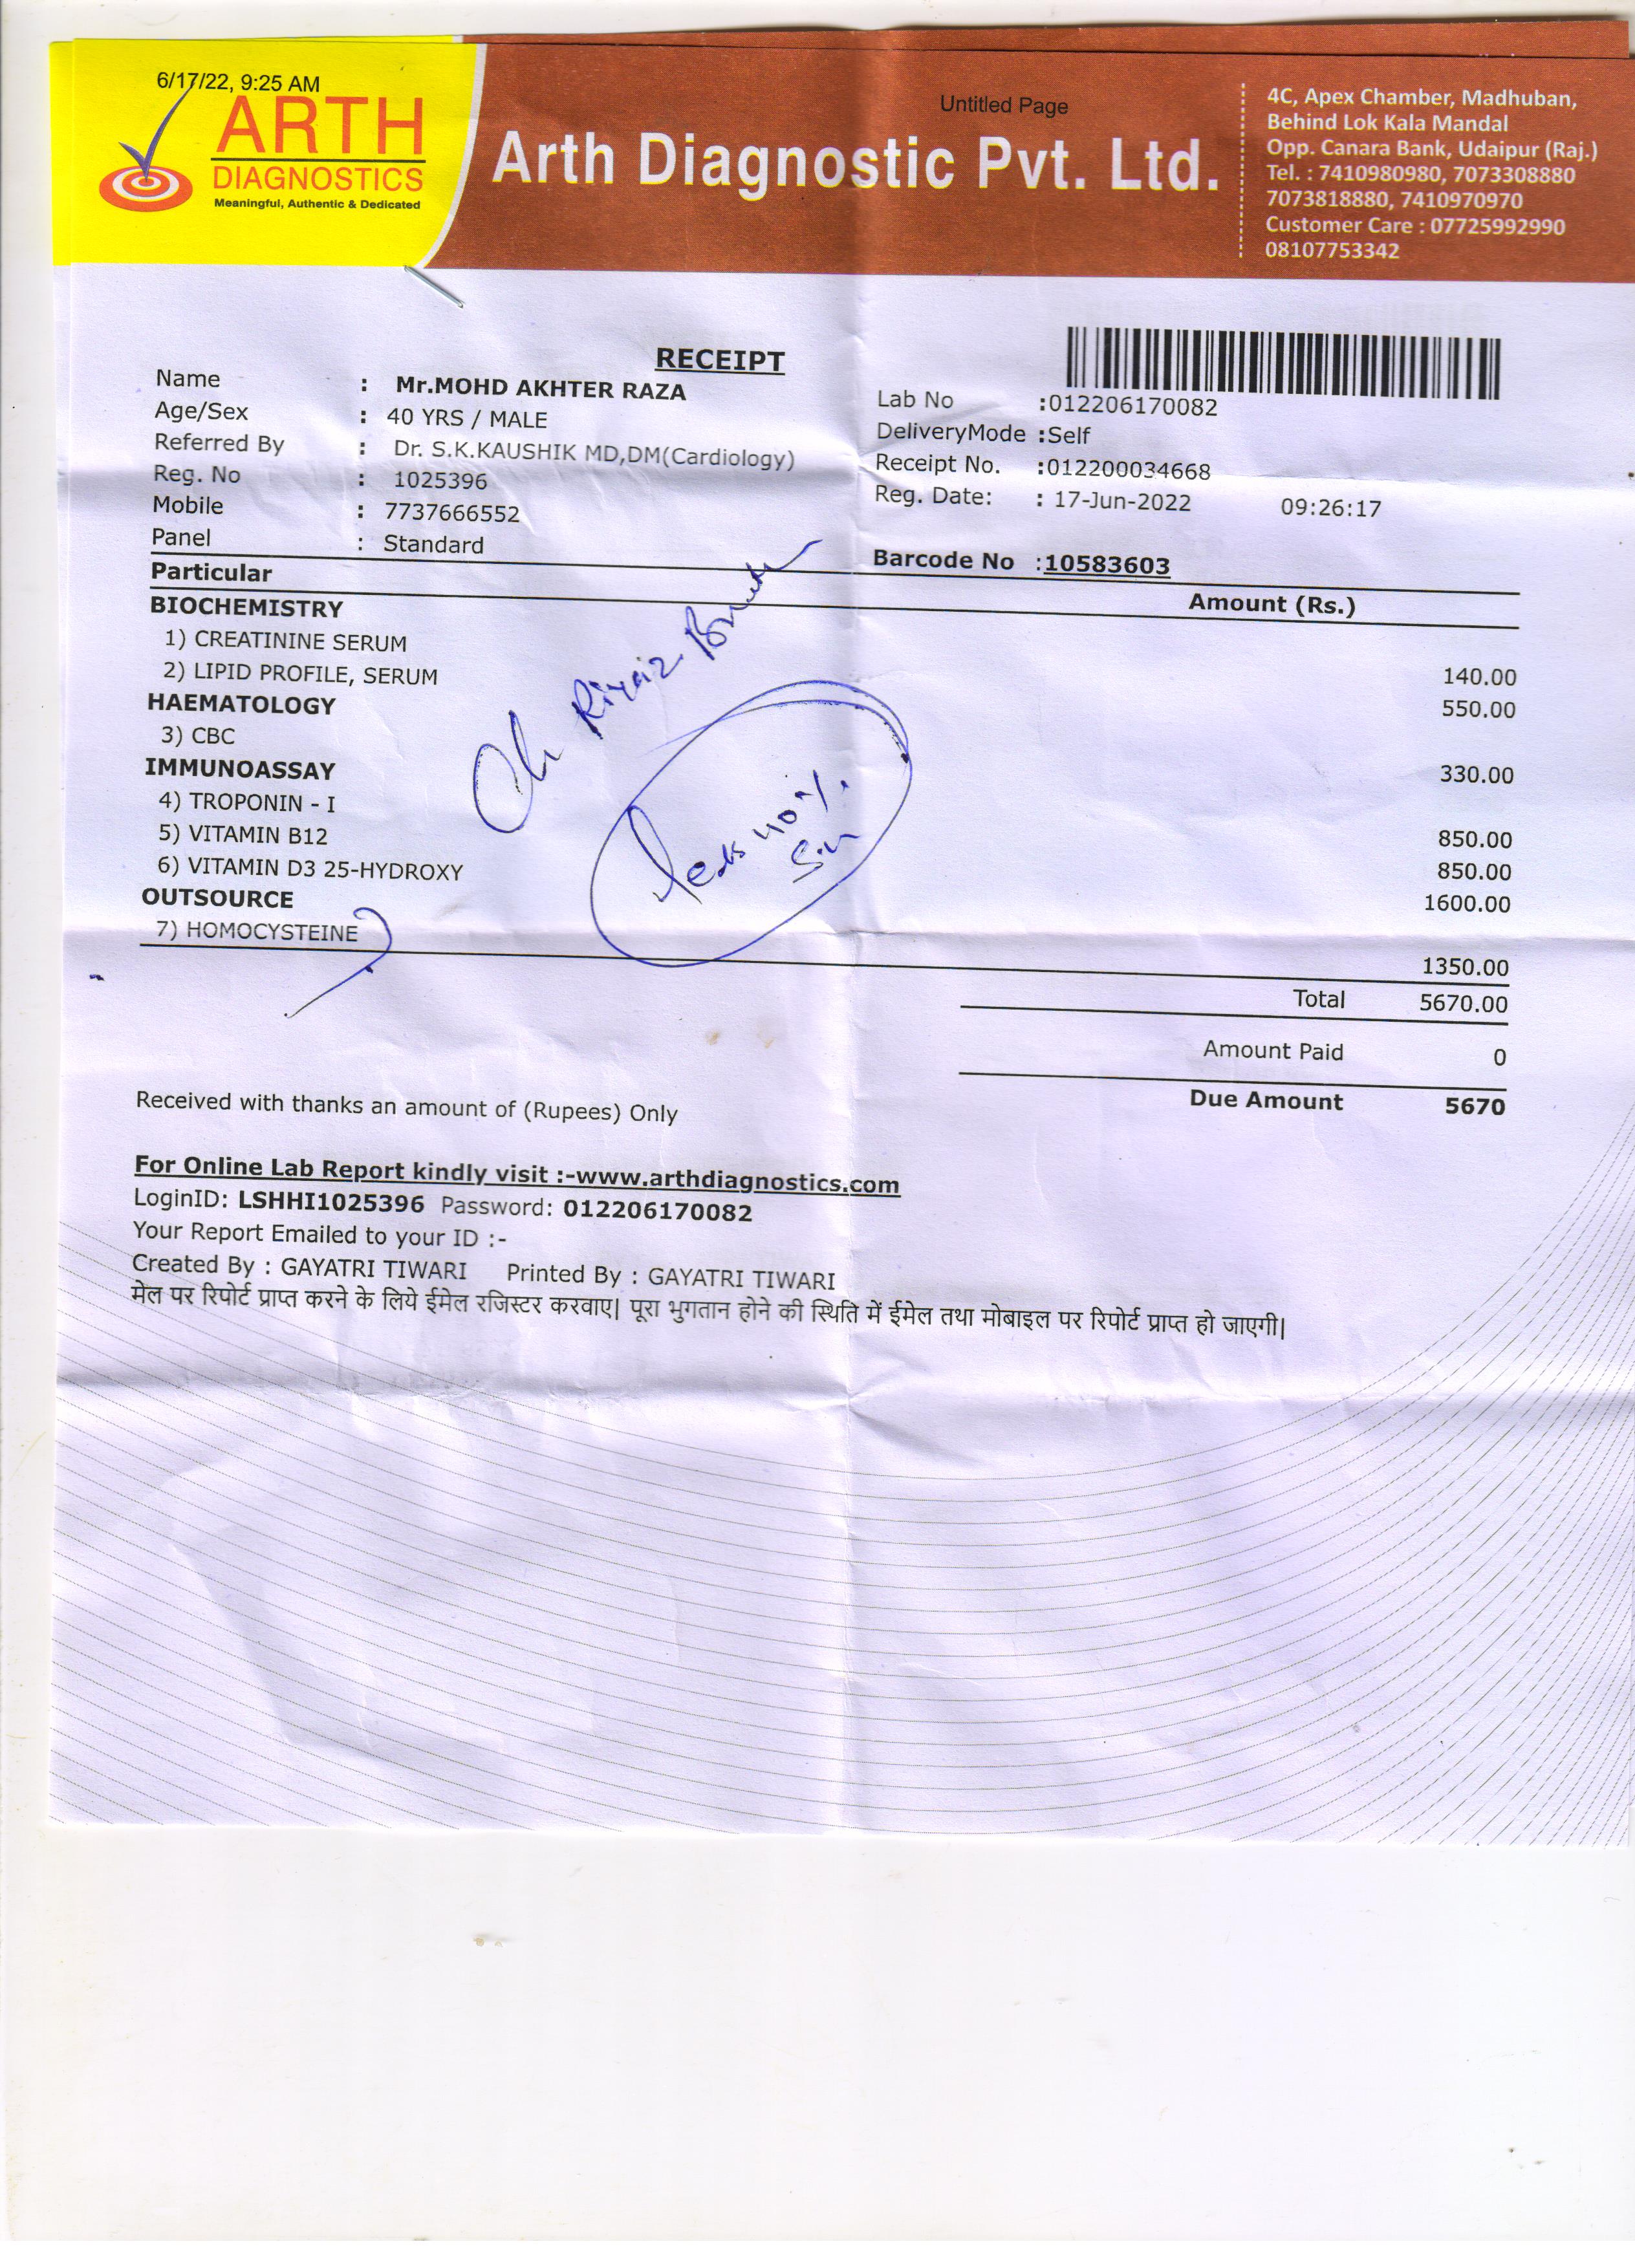 6/17/22, 9:25 AM
Untitled Page
ARTH
DIAGNOSTICS
Meaningful, Authentic & Dedicated
Arth Diagnostic Pvt. Ltd.
4C, Apex Chamber, Madhuban,
Behind Lok Kala Mandal
Opp. Canara Bank, Udaipur (Raj.)
Tel. : 7410980980, 7073308880
7073818880, 7410970970
Customer Care : 07725992990
08107753342
RECEIPT
Name : Mr.MOHD AKHTER RAZA
Age/Sex : 40 YRS / MALE
Referred By : Dr. S.K.KAUSHIK MD,DM(Cardiology)
Reg. No : 1025396
Mobile : 7737666552
Panel : Standard
Lab No :012206170082
DeliveryMode :Self
Receipt No. :012200034668
Reg. Date: : 17-Jun-2022 09:26:17
Barcode No :10583603
Particular Amount (Rs.)
BIOCHEMISTRY
1) CREATININE SERUM 140.00
2) LIPID PROFILE, SERUM 550.00
HAEMATOLOGY
3) CBC 330.00
IMMUNOASSAY
4) TROPONIN - I 850.00
5) VITAMIN B12 850.00
6) VITAMIN D3 25-HYDROXY 1600.00
OUTSOURCE
7) HOMOCYSTEINE 1350.00
less 40%
Total 5670.00
Amount Paid 0
Due Amount 5670
Received with thanks an amount of (Rupees) Only
For Online Lab Report kindly visit :-www.arthdiagnostics.com
LoginID: LSHHI1025396 Password: 012206170082
Your Report Emailed to your ID :-
Created By : GAYATRI TIWARI Printed By : GAYATRI TIWARI
मेल पर रिपोर्ट प्राप्त करने के लिये ईमेल रजिस्टर करवाए| पूरा भुगतान होने की स्थिति में ईमेल तथा मोबाइल पर रिपोर्ट प्राप्त हो जाएगी|